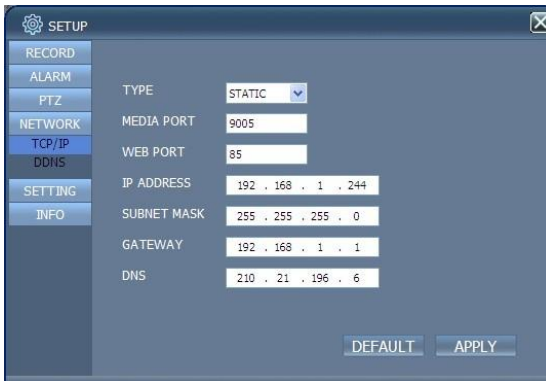 SETUP
RECORD
ALARM
PTZ
NETWORK
TCP/IP
DDNS
SETTING
INFO
TYPE STATIC
MEDIA PORT 9005
WEB PORT 85
IP ADDRESS 192 . 168 . 1 . 244
SUBNET MASK 255 . 255 . 255 . 0
GATEWAY 192 . 168 . 1 . 1
DNS 210 . 21 . 196 . 6
DEFAULT APPLY